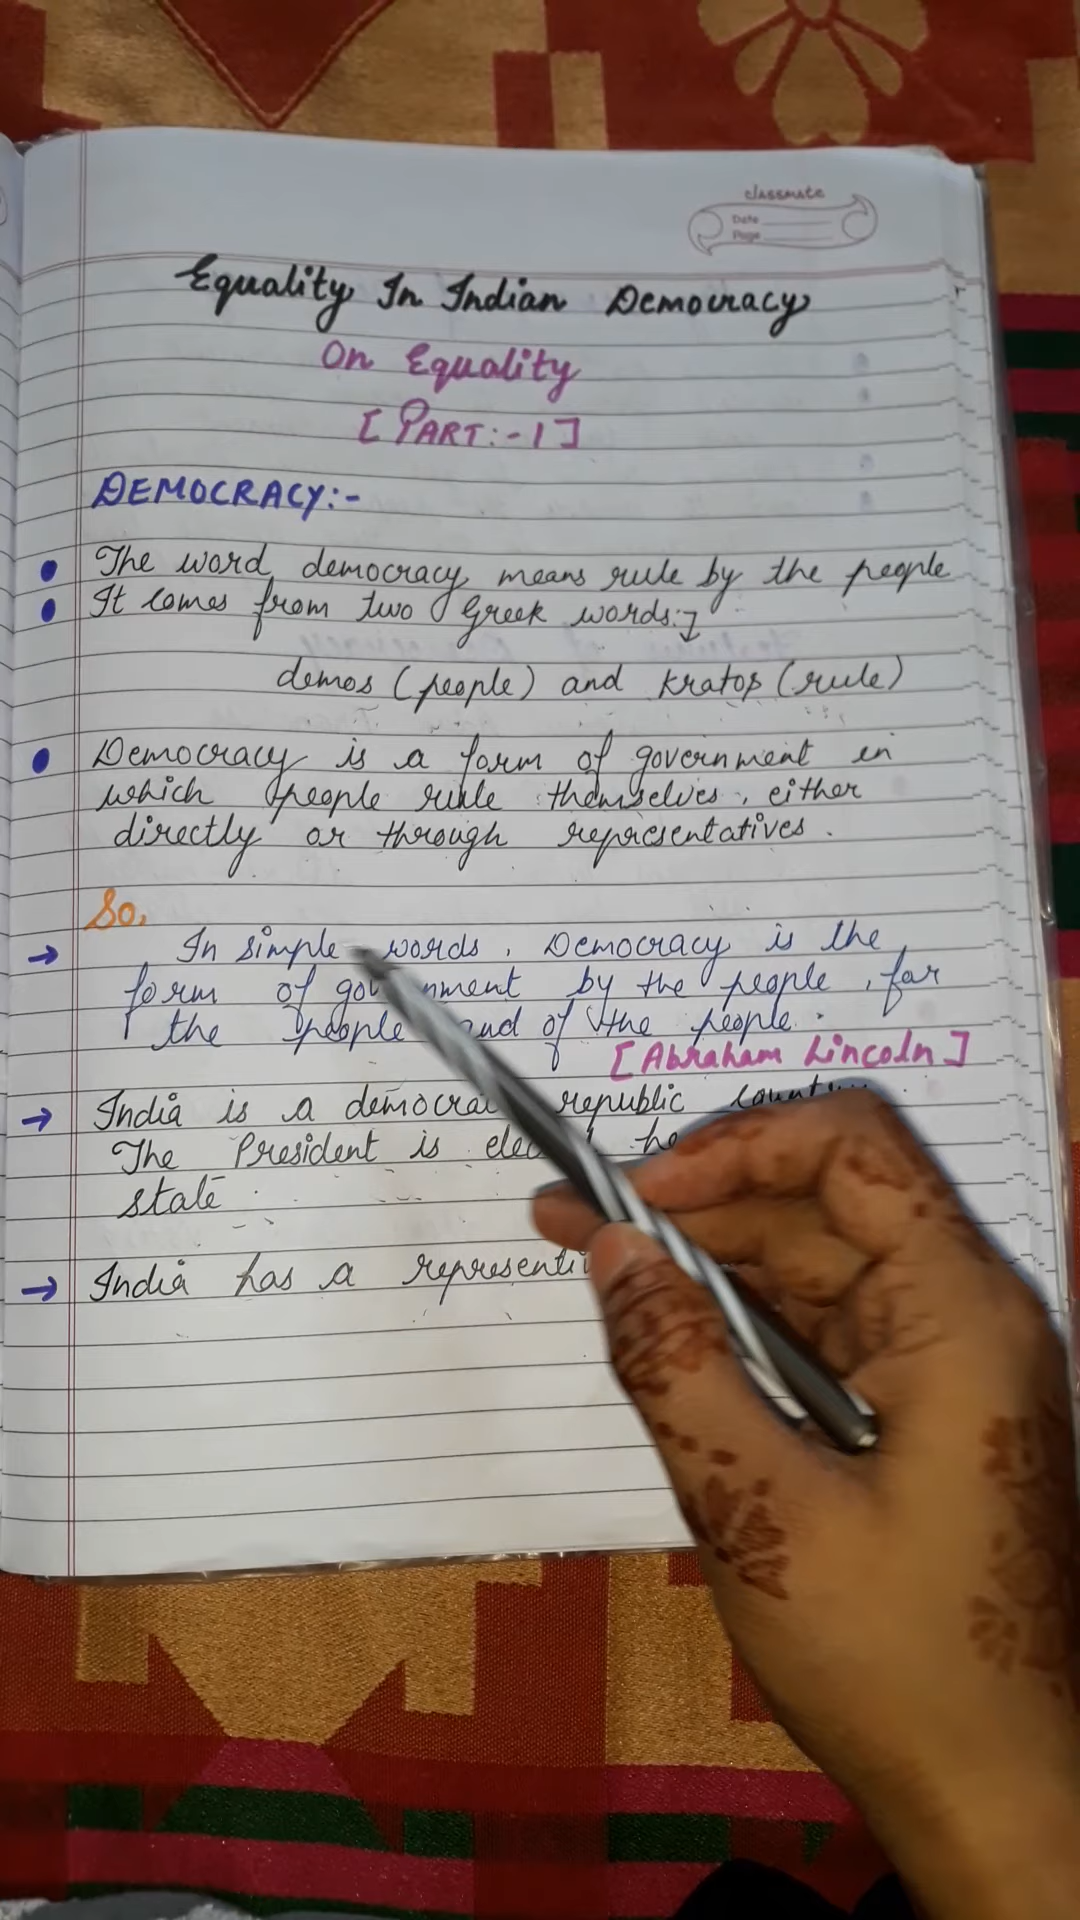 classmate
Date
Page
Equality In Indian Democracy
On Equality
[PART:-1]
DEMOCRACY:-
The word democracy means rule by the people
It comes from two Greek words:
demos (people) and Kratos (rule)
Democracy is a form of government in
which people rule themselves, either
directly or through representatives.
So,
In simple words, Democracy is the
form of by the people, for
the people and of the people.
[Abraham Lincoln]
India is a republic
The President is
state
India has a